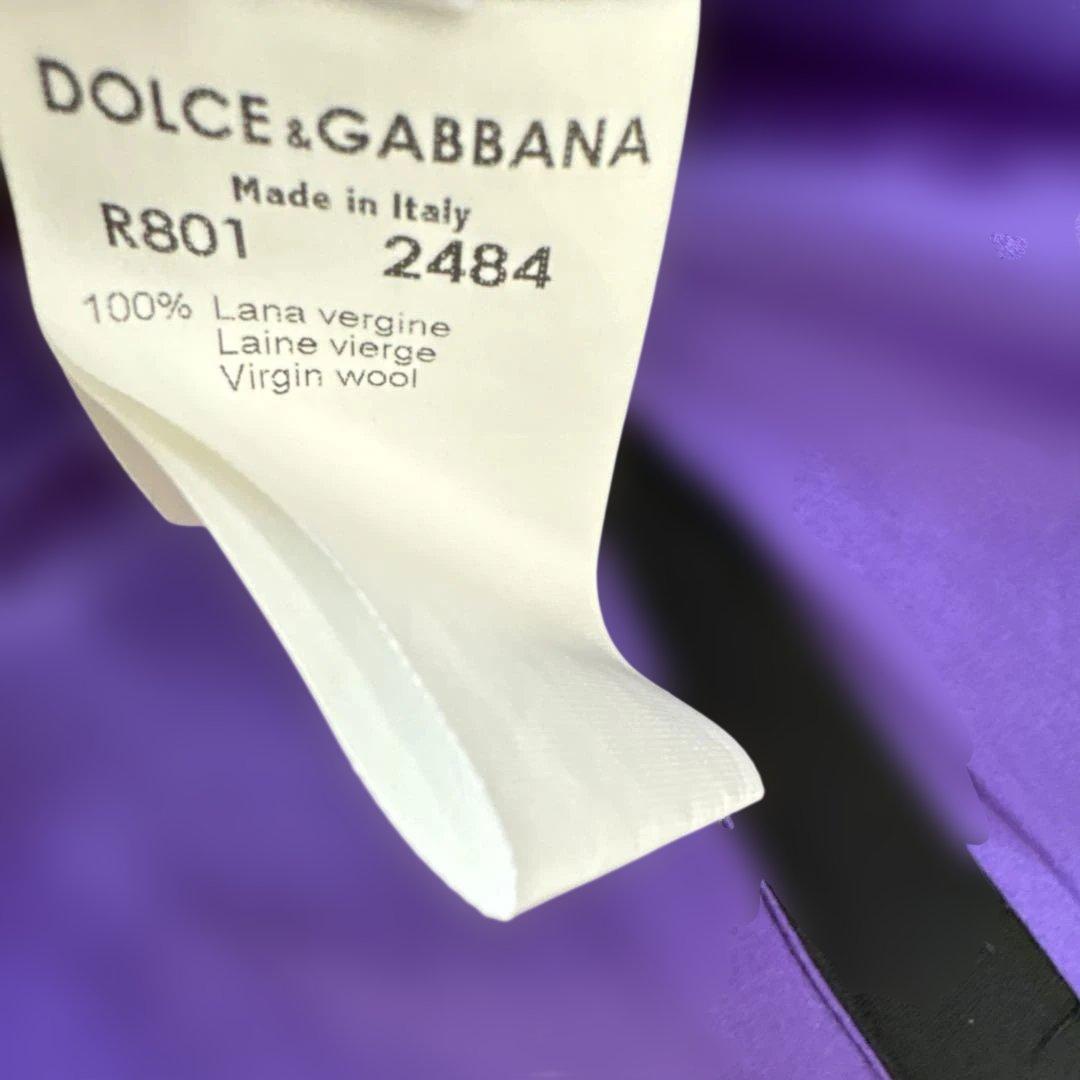 DOLCE&GABBANA
Made in Italy
R801 2484
100% Lana vergine
Laine vierge
Virgin wool